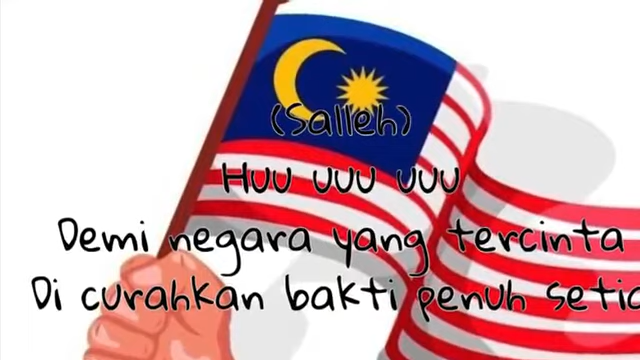 (Salleh)
Huu uuu uuu
Demi negara yang tercinta
Di curahkan bakti penuh